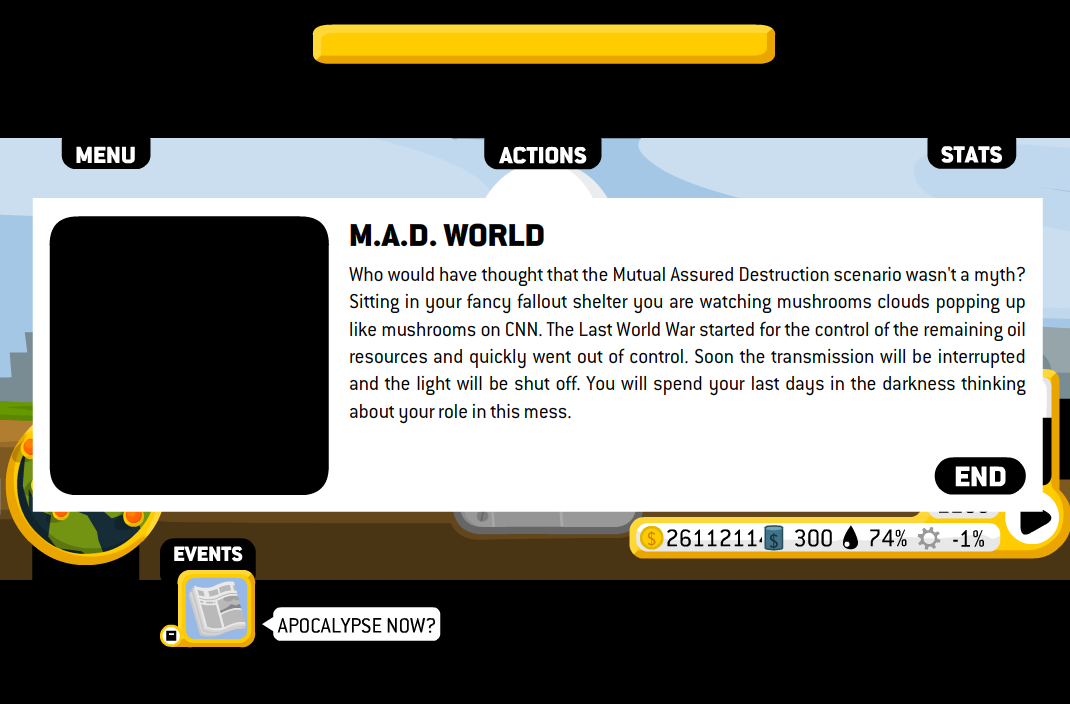 MENU
ACTIONS
STATS
M.A.D. WORLD
Who would have thought that the Mutual Assured Destruction scenario wasn't a myth?
Sitting in your fancy fallout shelter you are watching mushrooms clouds popping up
like mushrooms on CNN. The Last World War started for the control of the remaining oil
resources and quickly went out of control. Soon the transmission will be interrupted
and the light will be shut off. You will spend your last days in the darkness thinking
about your role in this mess.
END
2611211
300
74%
-1%
EVENTS
APOCALYPSE NOW?